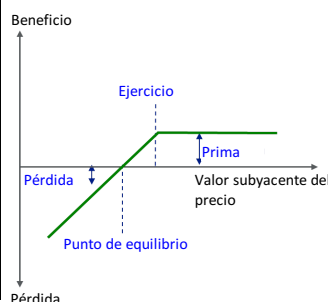 Beneficio
Ejercicio
Prima
Pérdida
Valor subyacente del
precio
Punto de equilibrio
Pérdida